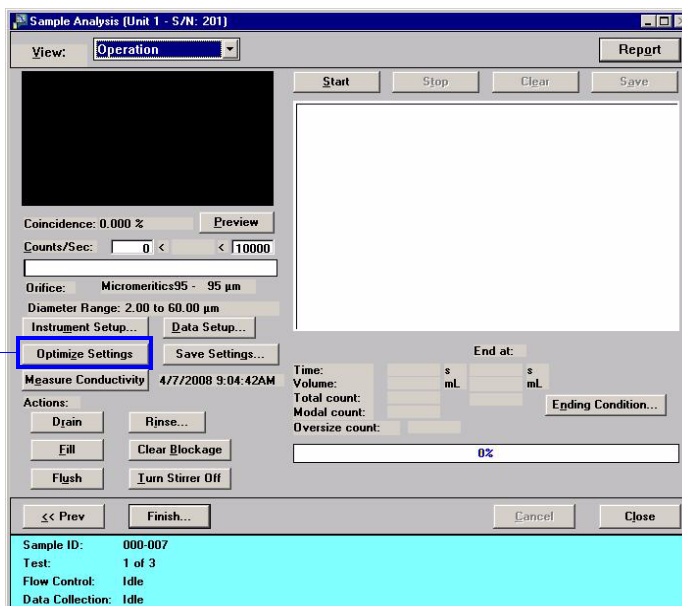 Sample Analysis (Unit 1 - S/N: 201)
View: Operation Report
Start Stop Clear Save
Coincidence: 0.000 % Preview
Counts/Sec: 0 < < 10000
Orifice: Micromeritics95 - 95 µm
Diameter Range: 2.00 to 60.00 µm
Instrument Setup... Data Setup...
Optimize Settings Save Settings...
Measure Conductivity 4/7/2008 9:04:42AM
Actions:
Drain Rinse...
Fill Clear Blockage
Flush Turn Stirrer Off
End at:
Time: s s
Volume: mL mL
Total count:
Modal count:
Oversize count:
Ending Condition...
0%
<< Prev Finish... Cancel Close
Sample ID: 000-007
Test: 1 of 3
Flow Control: Idle
Data Collection: Idle